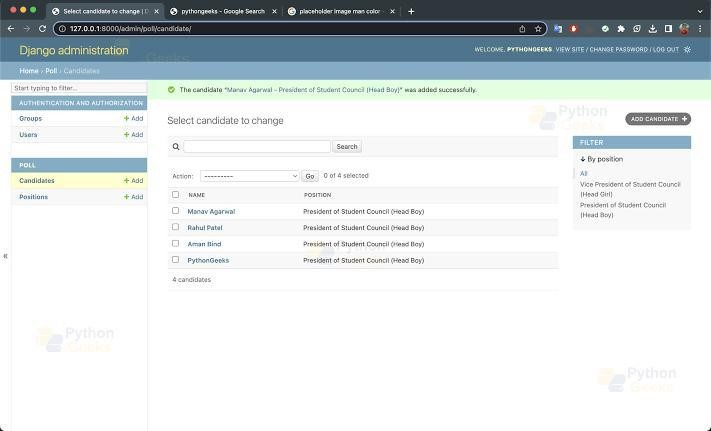 Select candidate to change | D
pythongeeks - Google Search
placeholder image man color -
127.0.0.1:8000/admin/poll/candidate/
Django administration
WELCOME, PYTHONGEEKS. VIEW SITE / CHANGE PASSWORD / LOG OUT
Home › Poll › Candidates
Start typing to filter...
AUTHENTICATION AND AUTHORIZATION
Groups + Add
Users + Add
POLL
Candidates + Add
Positions + Add
«
The candidate "Manav Agarwal - President of Student Council (Head Boy)" was added successfully.
Select candidate to change
ADD CANDIDATE +
Search
Action: --------- Go 0 of 4 selected
NAME POSITION
Manav Agarwal President of Student Council (Head Boy)
Rahul Patel President of Student Council (Head Boy)
Aman Bind President of Student Council (Head Boy)
PythonGeeks President of Student Council (Head Boy)
4 candidates
FILTER
↓ By position
All
Vice President of Student Council
(Head Girl)
President of Student Council
(Head Boy)
Python
Geeks
Python
Geeks
Python
Geeks